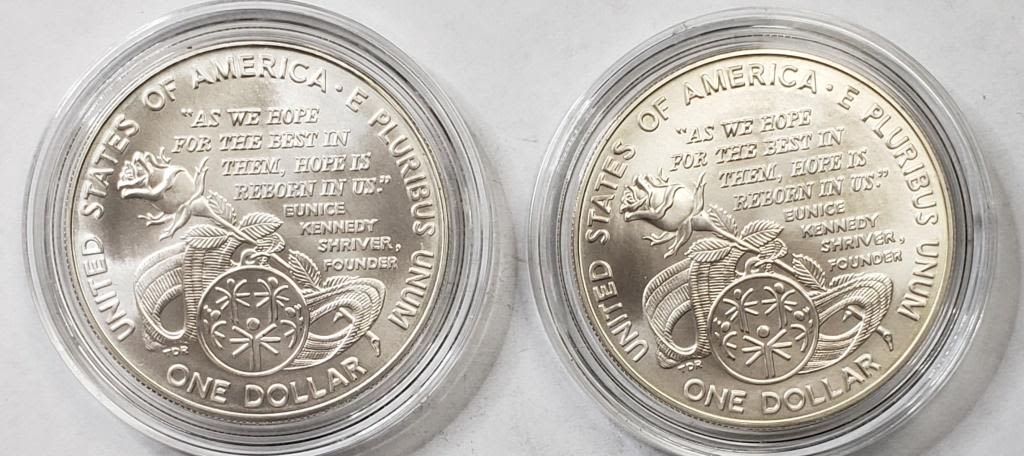 UNITED STATES OF AMERICA · E PLURIBUS UNUM
"AS WE HOPE
FOR THE BEST IN
THEM, HOPE IS
REBORN IN US."
EUNICE
KENNEDY
SHRIVER,
FOUNDER
TDR
ONE DOLLAR
UNITED STATES OF AMERICA · E PLURIBUS UNUM
"AS WE HOPE
FOR THE BEST IN
THEM, HOPE IS
REBORN IN US."
EUNICE
KENNEDY
SHRIVER,
FOUNDER
TDR
ONE DOLLAR